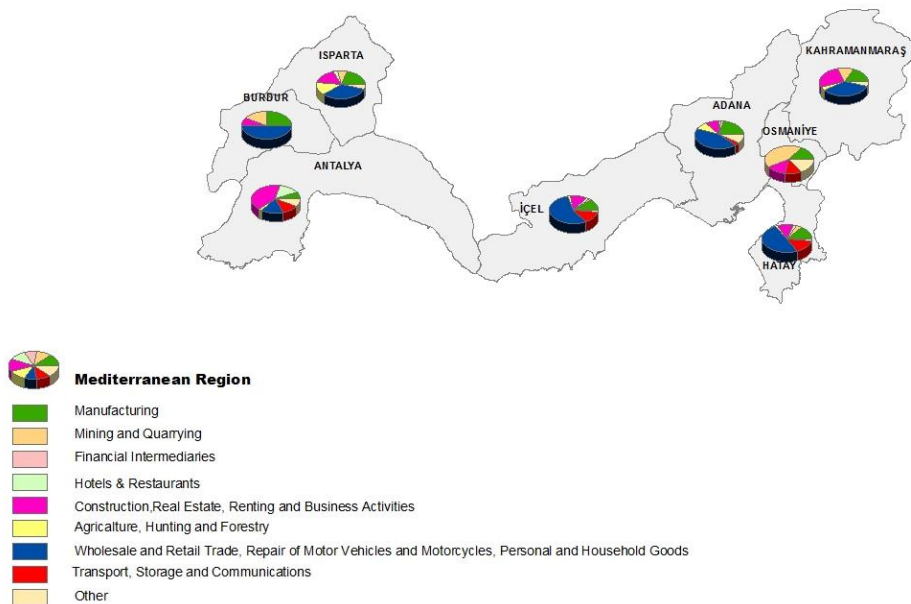 KAHRAMANMARAŞ
ISPARTA
BURDUR
ADANA
OSMANİYE
ANTALYA
İÇEL
HATAY
Mediterranean Region
Manufacturing
Mining and Quarrying
Financial Intermediaries
Hotels & Restaurants
Construction,Real Estate, Renting and Business Activities
Agriculture, Hunting and Forestry
Wholesale and Retail Trade, Repair of Motor Vehicles and Motorcycles, Personal and Household Goods
Transport, Storage and Communications
Other